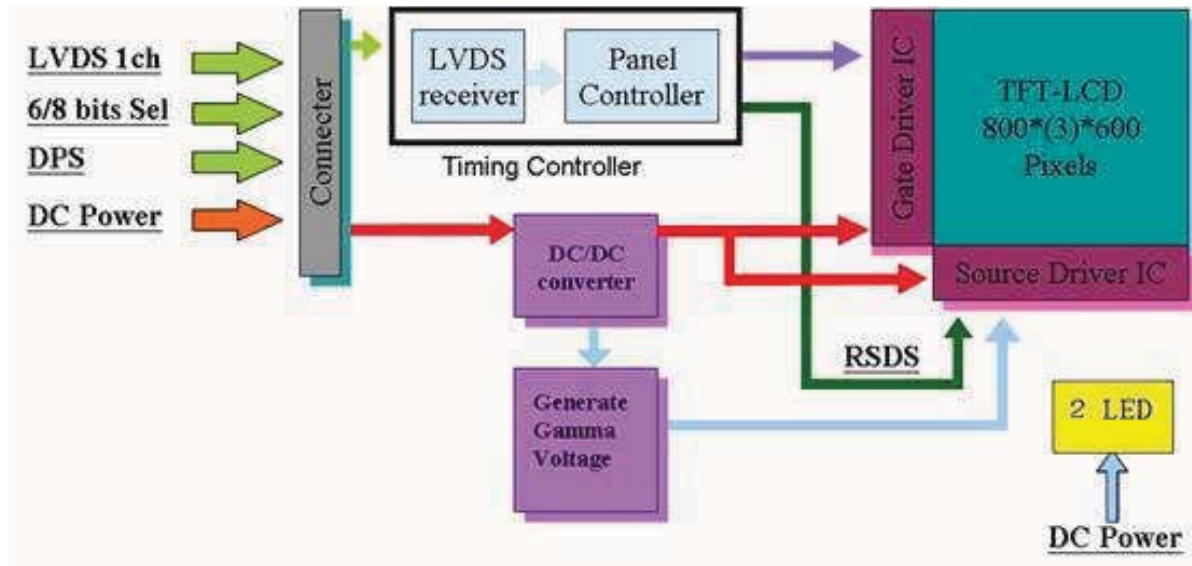 LVDS 1ch
6/8 bits Sel
DPS
DC Power
Connecter
LVDS
receiver
Panel
Controller
Timing Controller
Gate Driver IC
TFT-LCD
800*(3)*600
Pixels
Source Driver IC
DC/DC
converter
RSDS
Generate
Gamma
Voltage
2 LED
DC Power